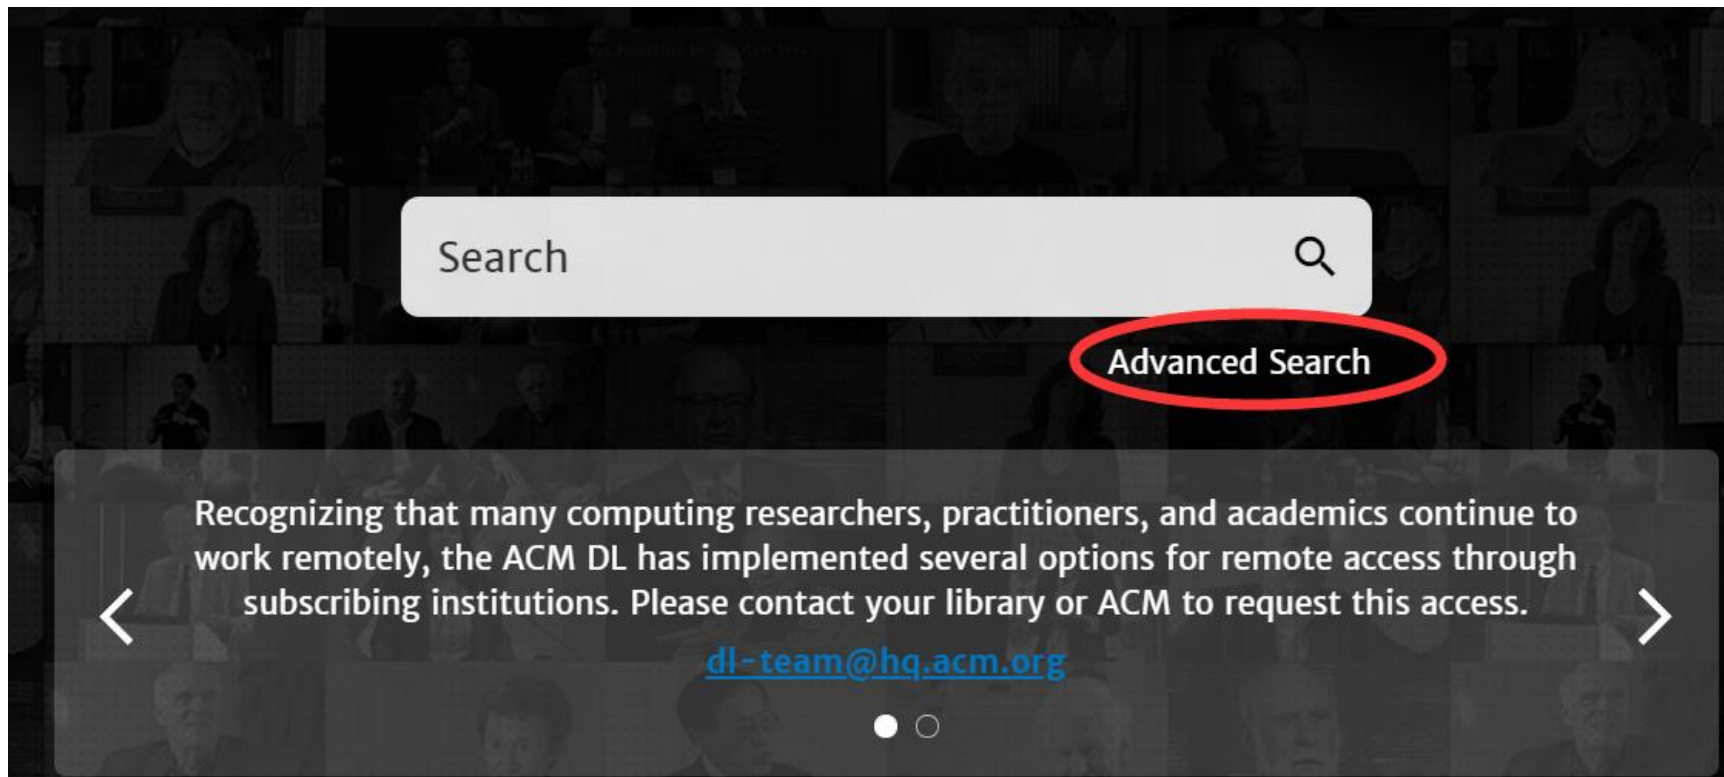 Search
Advanced Search
Recognizing that many computing researchers, practitioners, and academics continue to
work remotely, the ACM DL has implemented several options for remote access through
subscribing institutions. Please contact your library or ACM to request this access.
dl-team@hq.acm.org